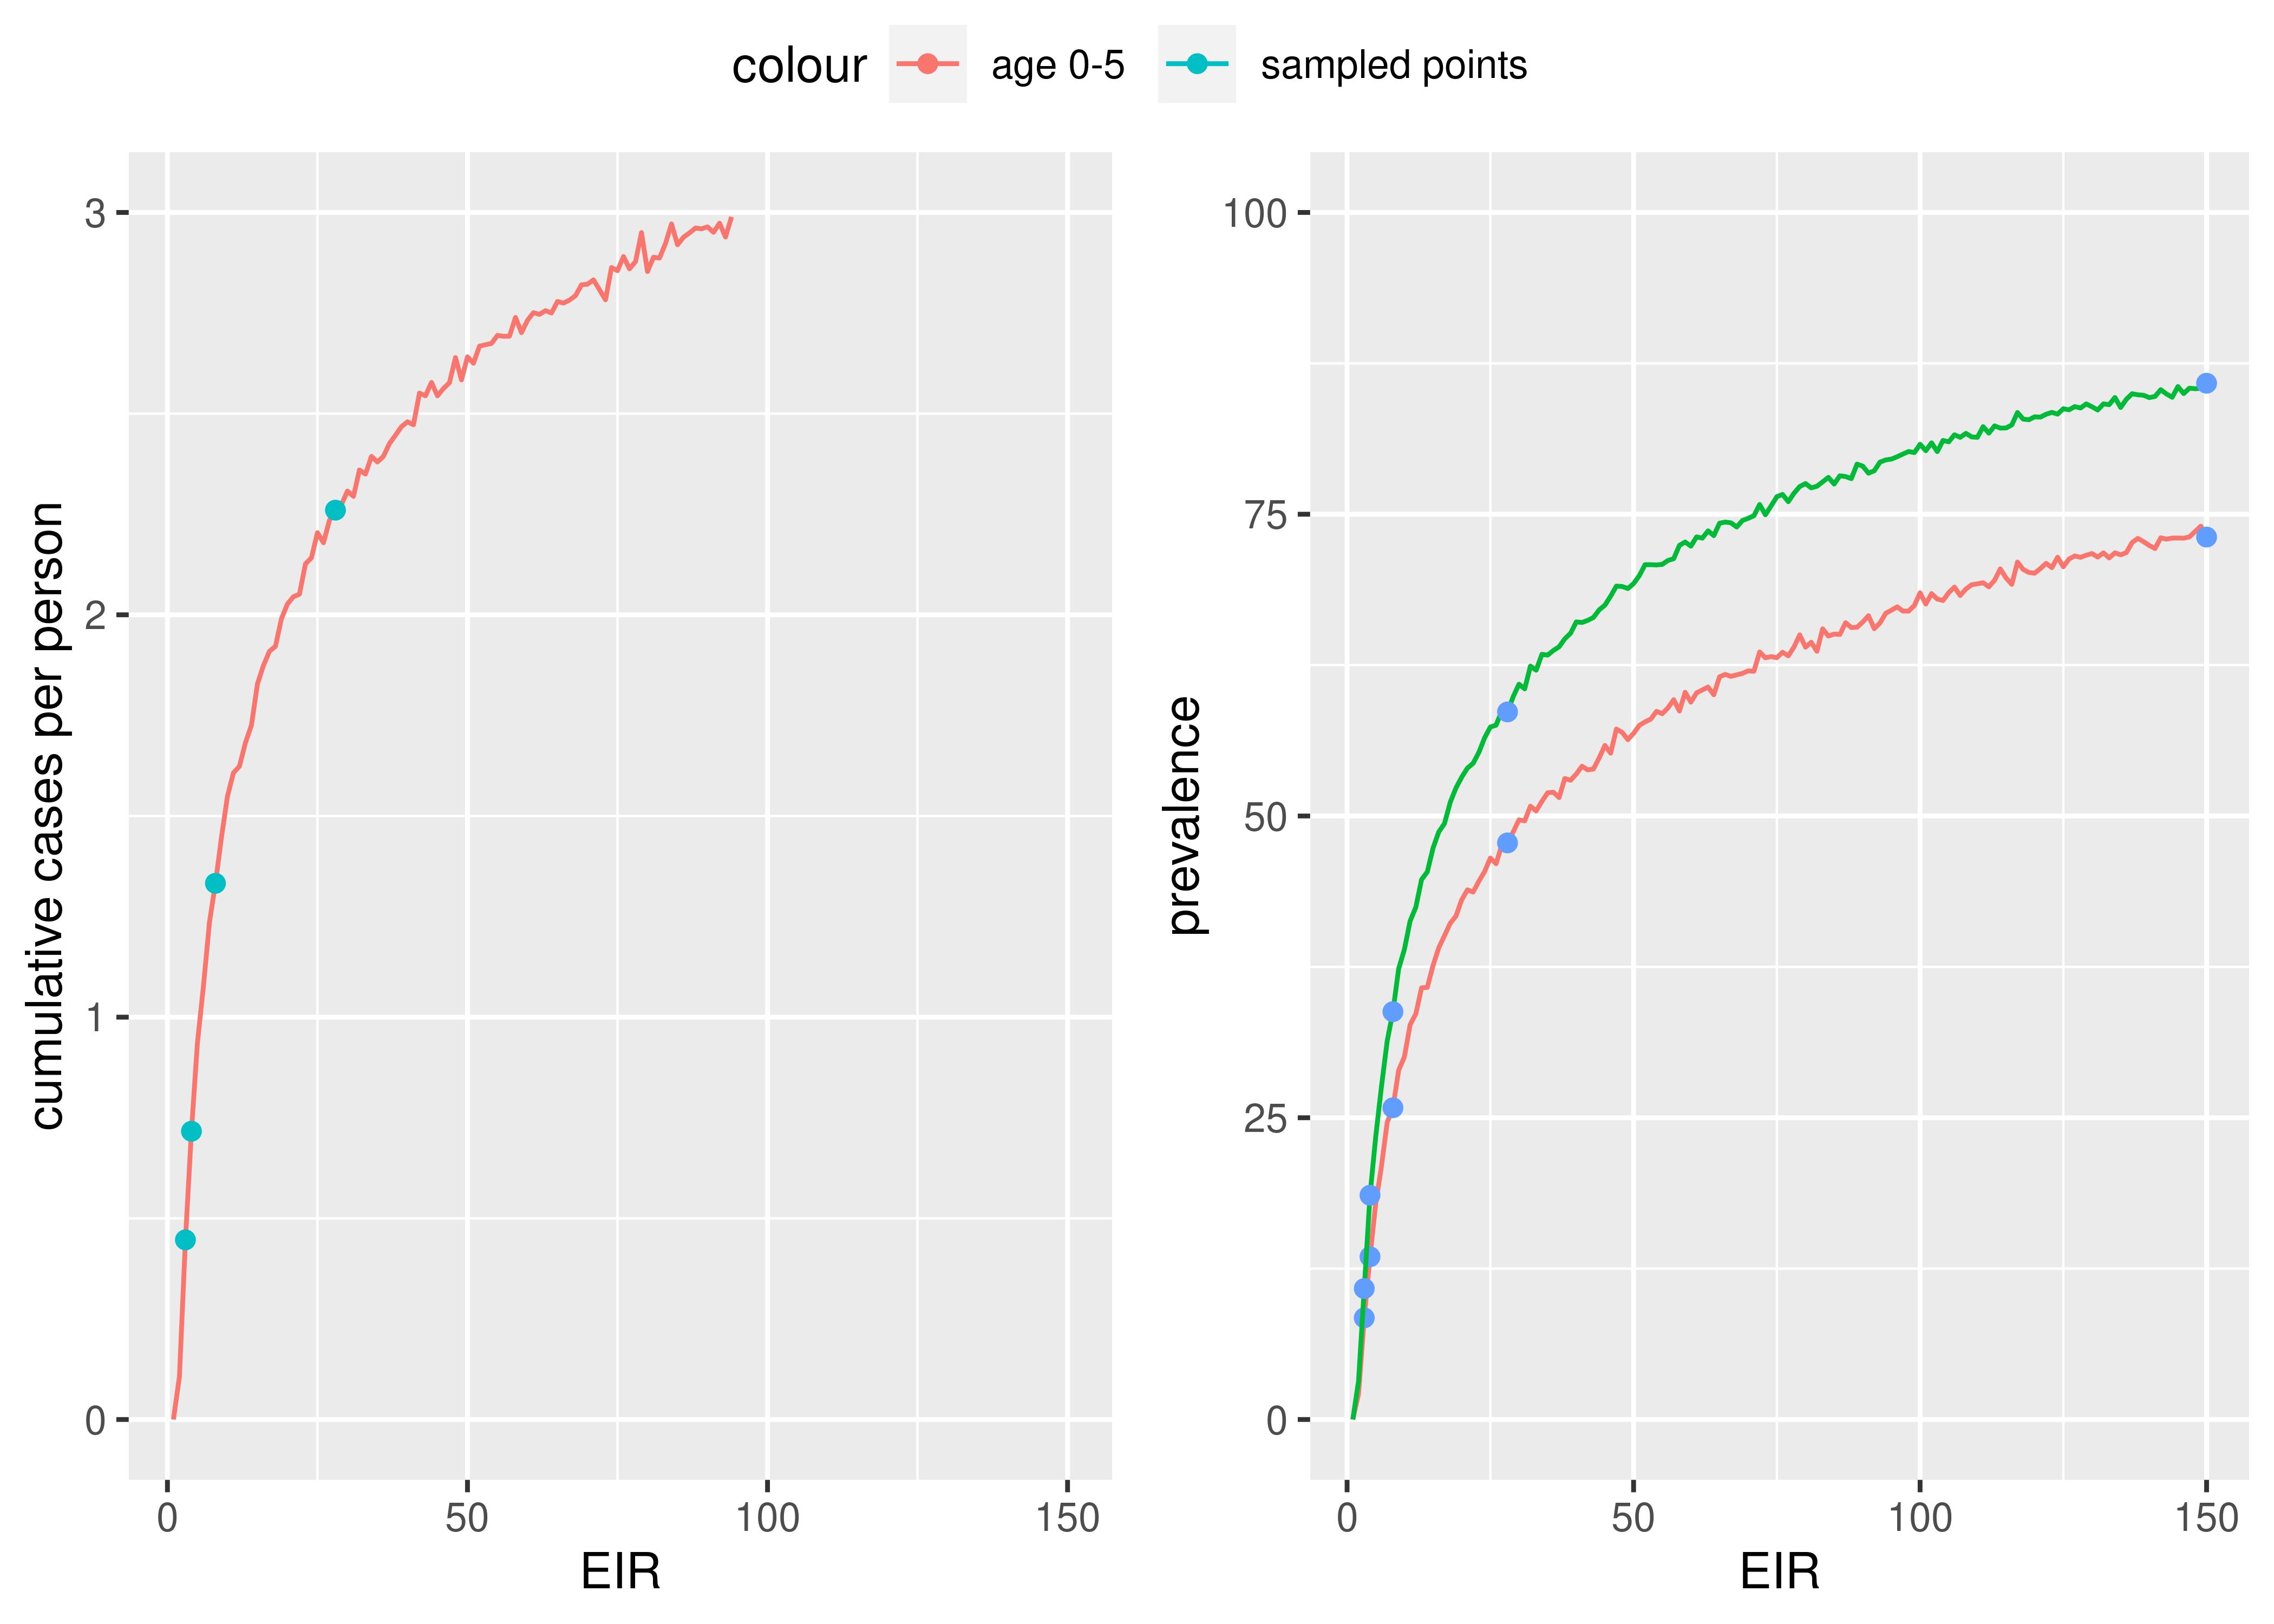 colour age 0-5 sampled points
cumulative cases per person
3
2
1
0
0 50 100 150
EIR
prevalence
100
75
50
25
0
0 50 100 150
EIR